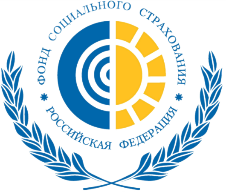 ФОНД СОЦИАЛЬНОГО СТРАХОВАНИЯ
РОССИЙСКАЯ ФЕДЕРАЦИЯ